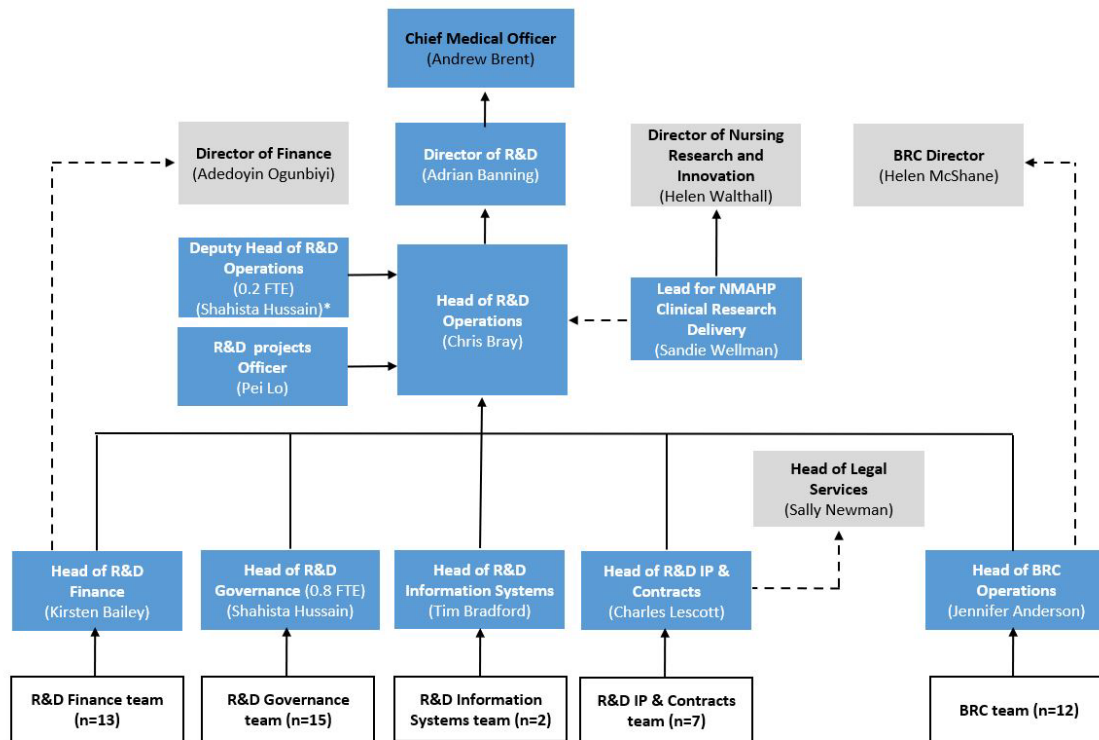 Chief Medical Officer
(Andrew Brent)
Director of Finance
(Adedoyin Ogunbiyi)
Director of R&D
(Adrian Banning)
Director of Nursing
Research and
Innovation
(Helen Walthall)
BRC Director
(Helen McShane)
Deputy Head of R&D
Operations
(0.2 FTE)
(Shahista Hussain)*
Head of R&D
Operations
(Chris Bray)
Lead for NMAHP
Clinical Research
Delivery
(Sandie Wellman)
R&D  projects
Officer
(Pei Lo)
Head of Legal
Services
(Sally Newman)
Head of R&D
Finance
(Kirsten Bailey)
Head of R&D
Governance (0.8 FTE)
(Shahista Hussain)
Head of R&D
Information Systems
(Tim Bradford)
Head of R&D IP &
Contracts
(Charles Lescott)
Head of BRC
Operations
(Jennifer Anderson)
R&D Finance team
(n=13)
R&D Governance
team (n=15)
R&D Information
Systems team (n=2)
R&D IP & Contracts
team (n=7)
BRC team (n=12)